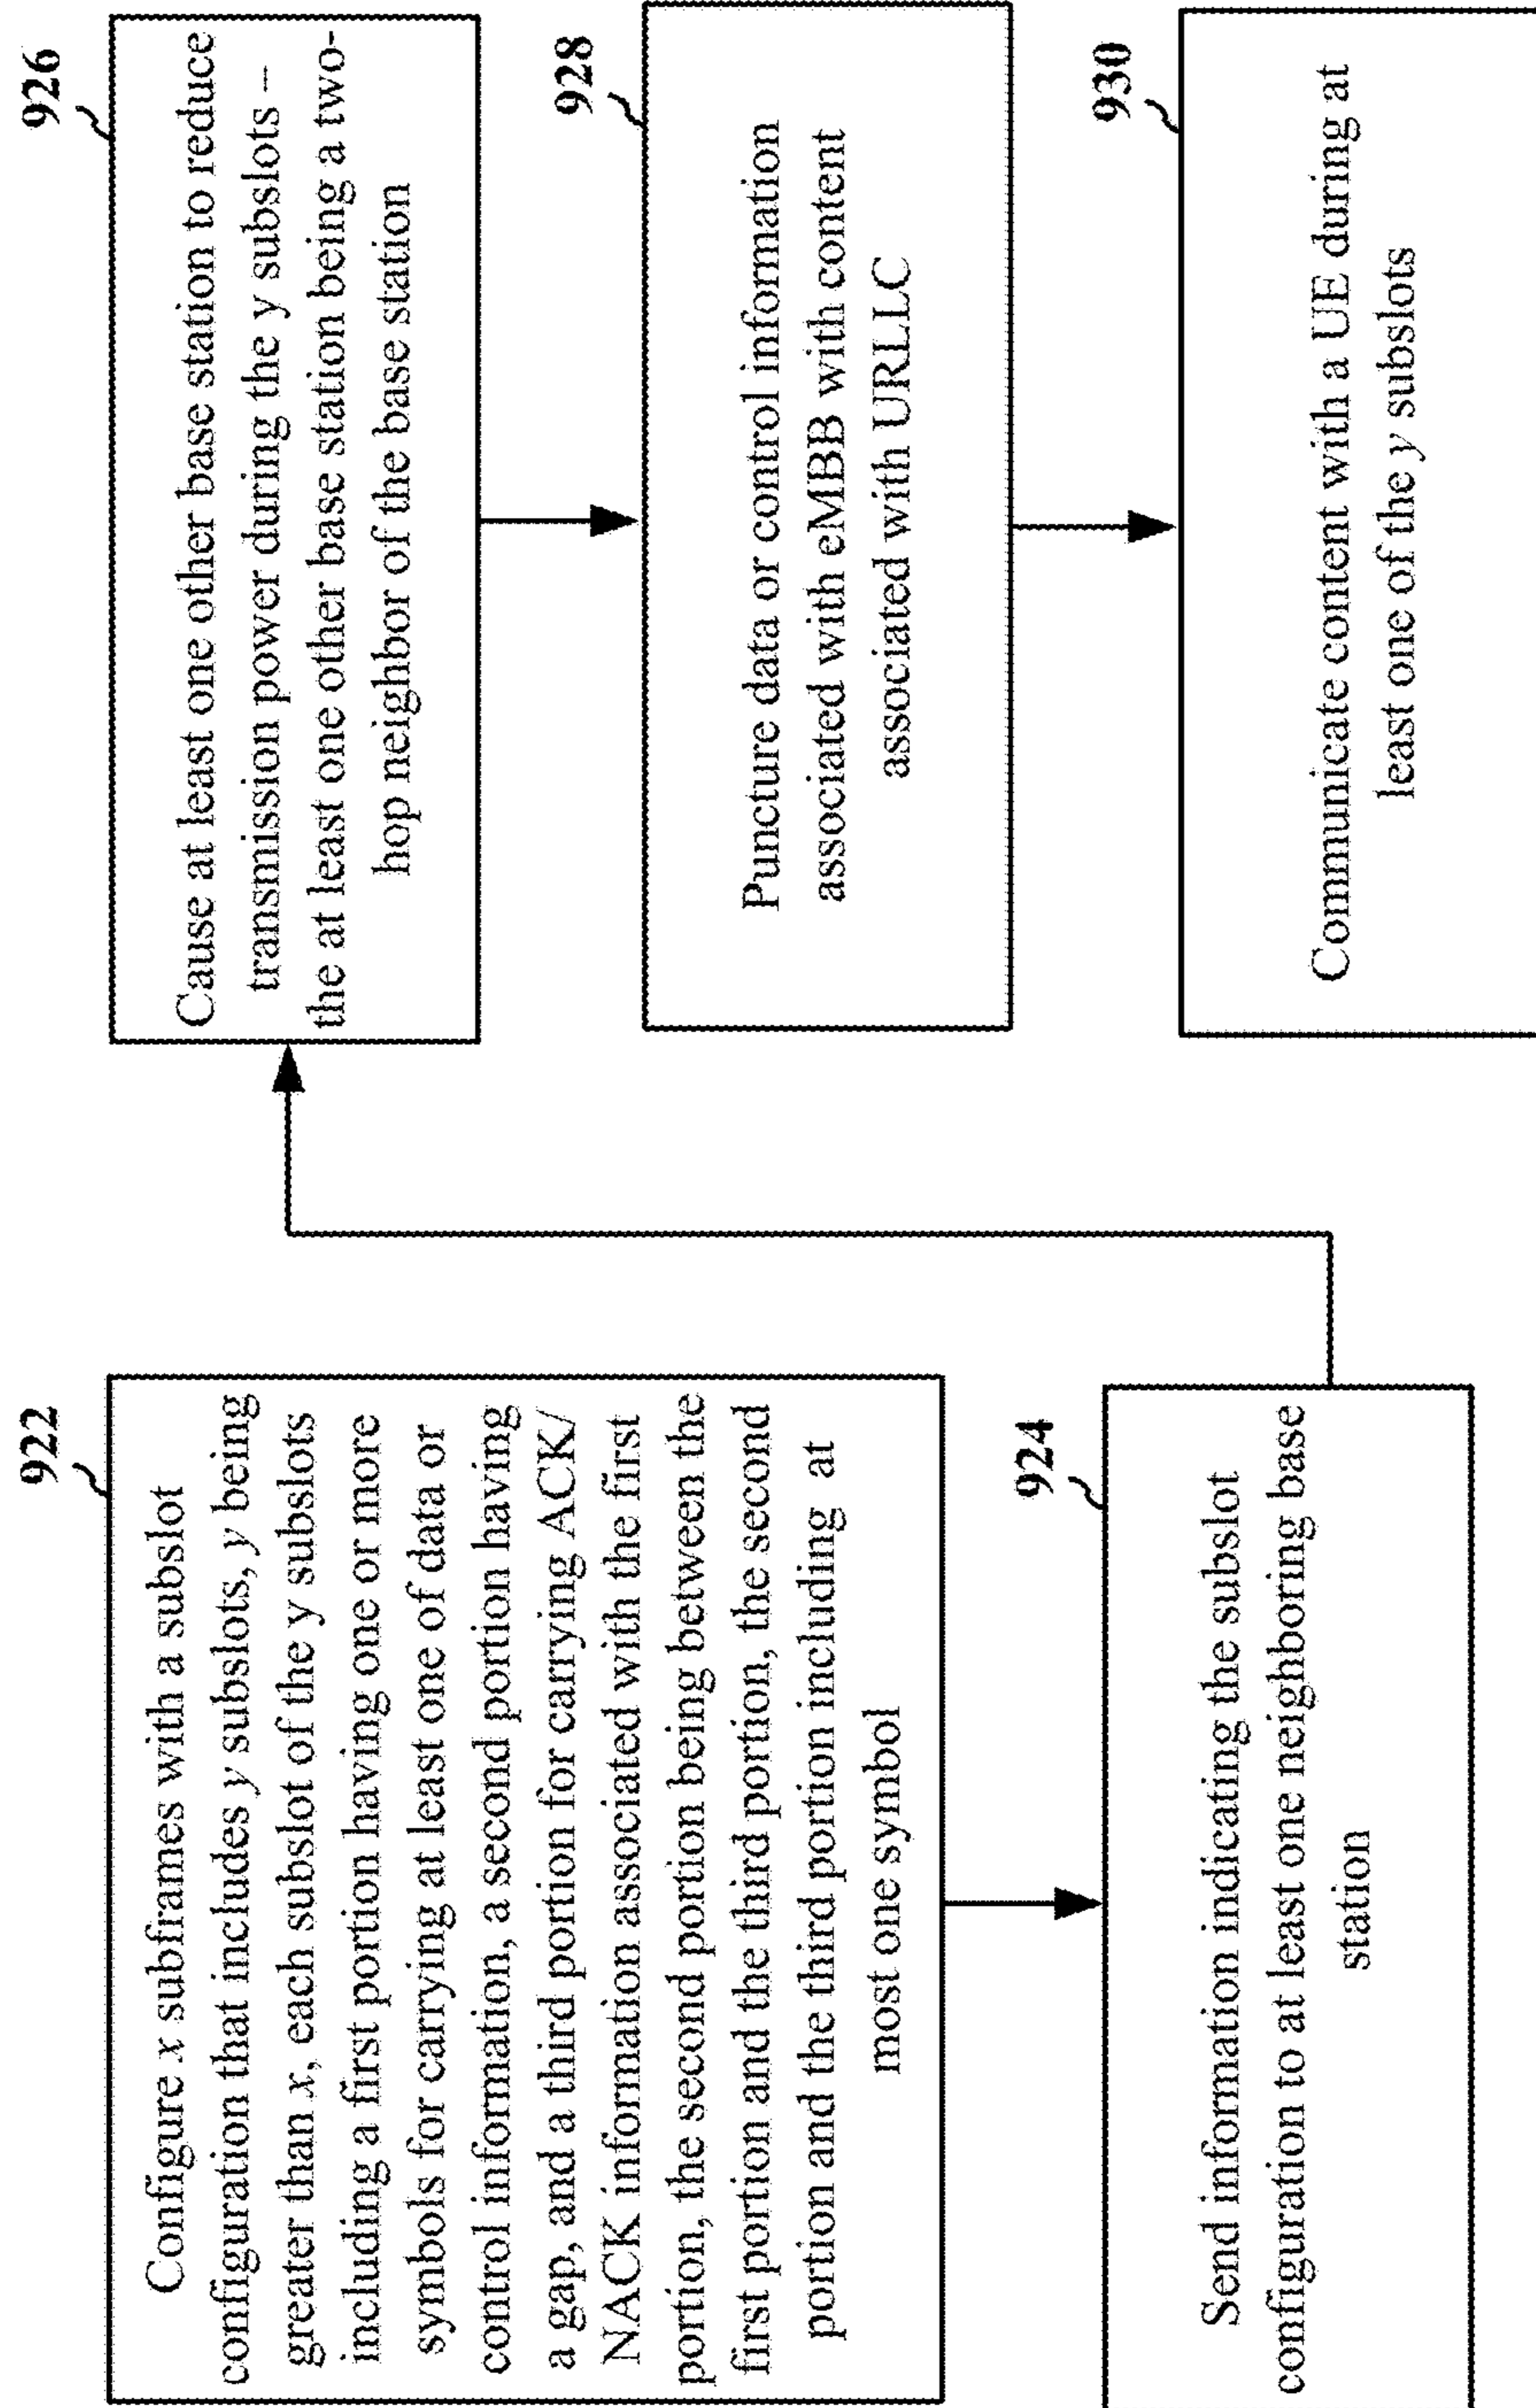 922
Configure x subframes with a subslot
configuration that includes y subslots, y being
greater than x, each subslot of the y subslots
including a first portion having one or more
symbols for carrying at least one of data or
control information, a second portion having
a gap, and a third portion for carrying ACK/
NACK information associated with the first
portion, the second portion being between the
first portion and the third portion, the second
portion and the third portion including at
most one symbol
924
Send information indicating the subslot
configuration to at least one neighboring base
station
926
Cause at least one other base station to reduce
transmission power during the y subslots –
the at least one other base station being a two-
hop neighbor of the base station
928
Puncture data or control information
associated with eMBB with content
associated with URLLC
930
Communicate content with a UE during at
least one of the y subslots